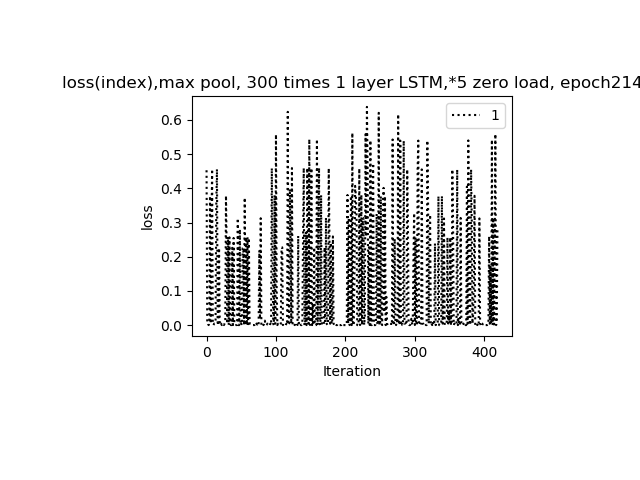 loss(index),max pool, 300 times 1 layer LSTM,*5 zero load, epoch214
1
0.6
0.5
0.4
0.3
0.2
0.1
0.0
loss
0 100 200 300 400
Iteration